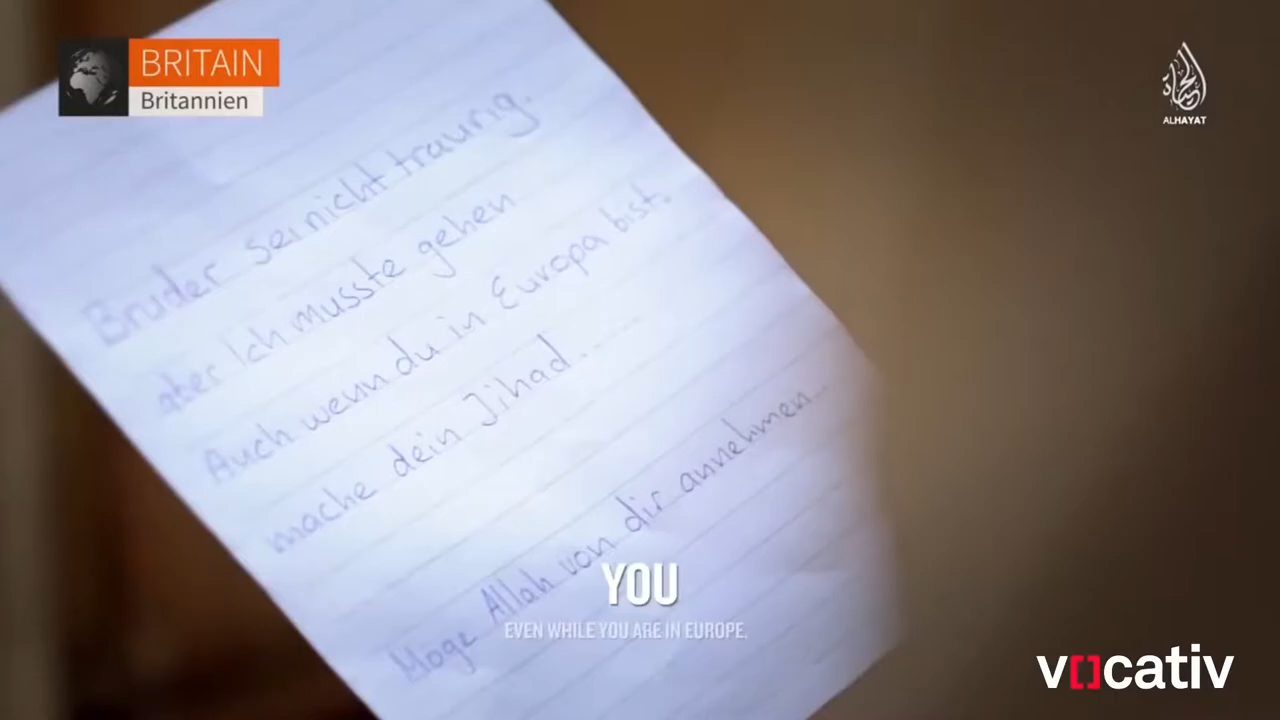 BRITAIN
Britannien
الحياة
ALHAYAT
Bruder sei nicht traurig.
aber Ich musste gehen
Auch wenn du in Europa bist.
mache dein Jihad...
Möge Allah von dir annehmen...
YOU
EVEN WHILE YOU ARE IN EUROPE.
vocativ